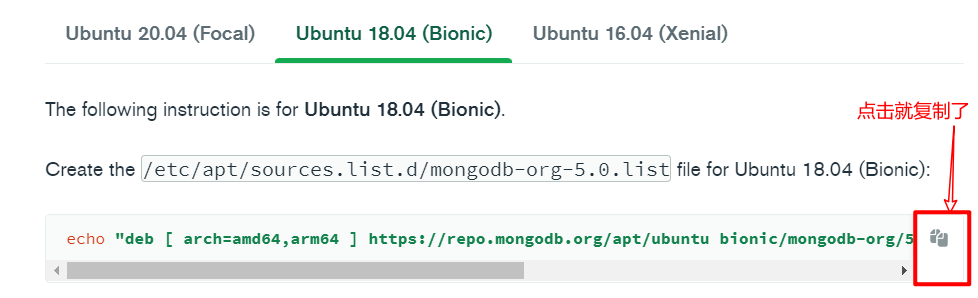 Ubuntu 20.04 (Focal) Ubuntu 18.04 (Bionic) Ubuntu 16.04 (Xenial)
The following instruction is for Ubuntu 18.04 (Bionic).
点击就复制了
Create the /etc/apt/sources.list.d/mongodb-org-5.0.list file for Ubuntu 18.04 (Bionic):
echo "deb [ arch=amd64,arm64 ] https://repo.mongodb.org/apt/ubuntu bionic/mongodb-org/5